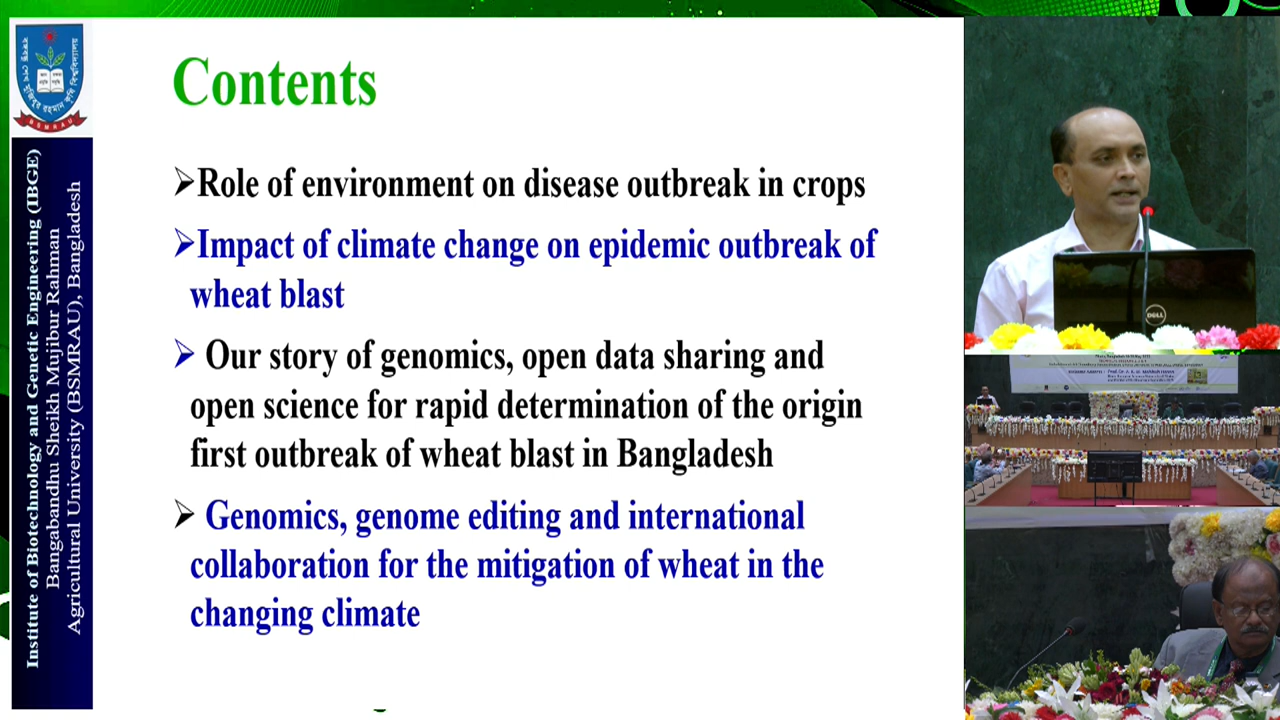 Contents
➢Role of environment on disease outbreak in crops
➢Impact of climate change on epidemic outbreak of
wheat blast
➢ Our story of genomics, open data sharing and
open science for rapid determination of the origin
first outbreak of wheat blast in Bangladesh
➢ Genomics, genome editing and international
collaboration for the mitigation of wheat in the
changing climate
Institute of Biotechnology and Genetic Engineering (IBGE)
Bangabandhu Sheikh Mujibur Rahman
Agricultural University (BSMRAU), Bangladesh
BSMRAU
DELL